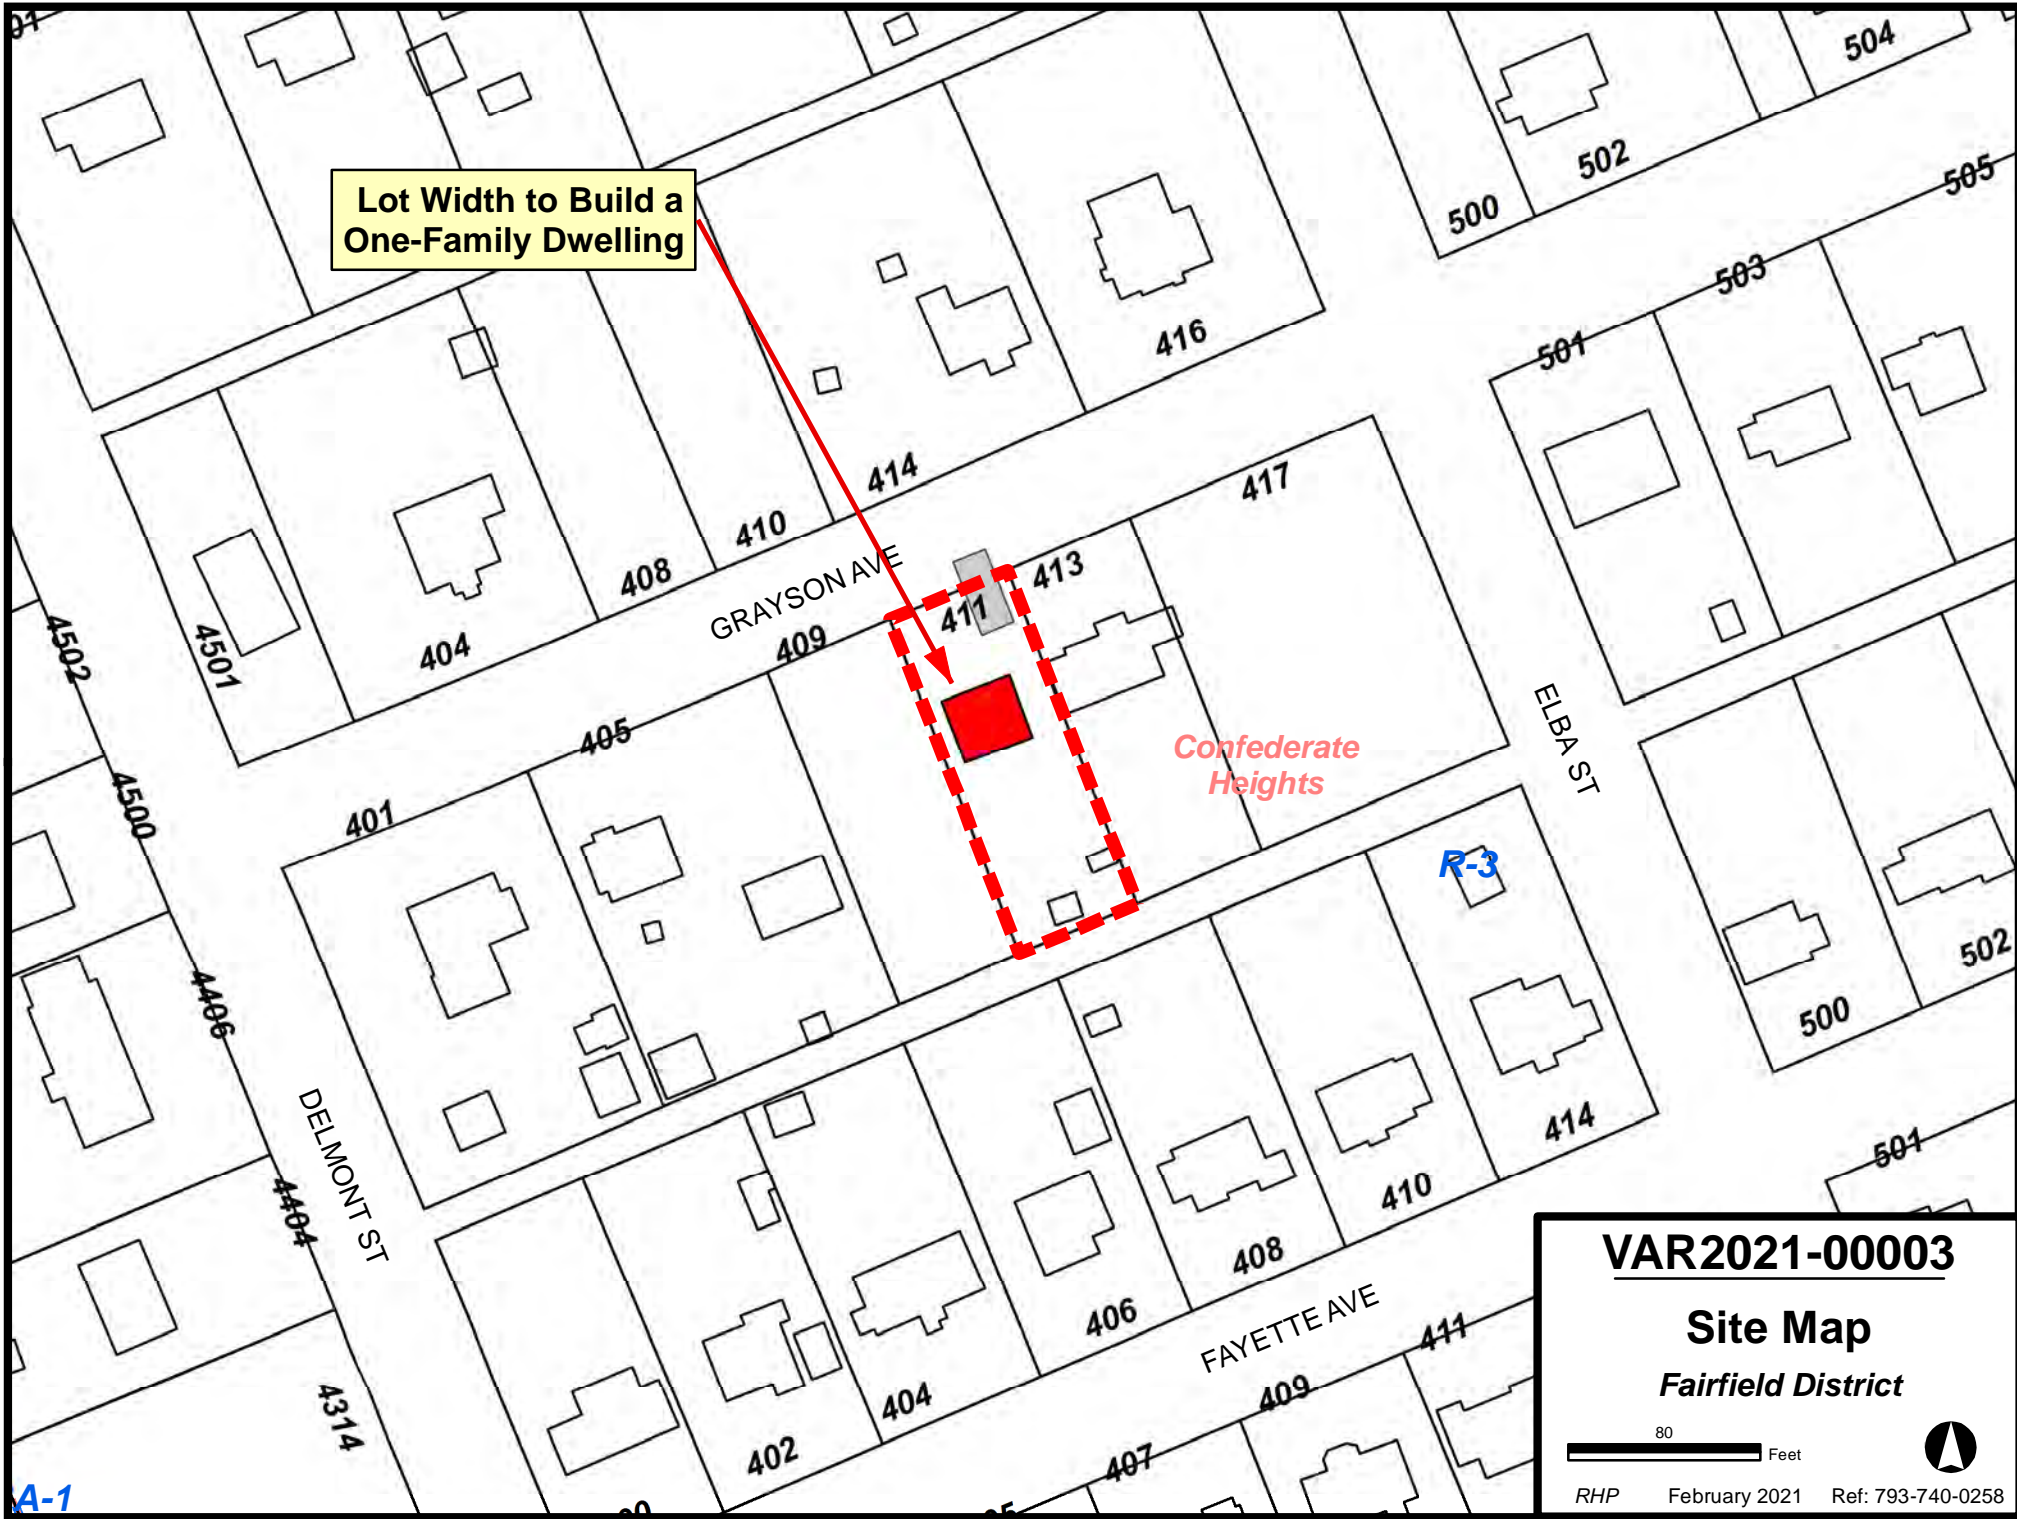 504
502
500
505
503
501
Lot Width to Build a
One-Family Dwelling
416
414
410
408
404
4501
4502
4500
4406
4404
4314
GRAYSON AVE
417
413
411
409
405
401
Confederate
Heights
ELBA ST
R-3
DELMONT ST
502
500
501
414
410
408
406
404
402
FAYETTE AVE
411
409
407
A-1
VAR2021-00003
Site Map
Fairfield District
80
Feet
RHP February 2021 Ref: 793-740-0258